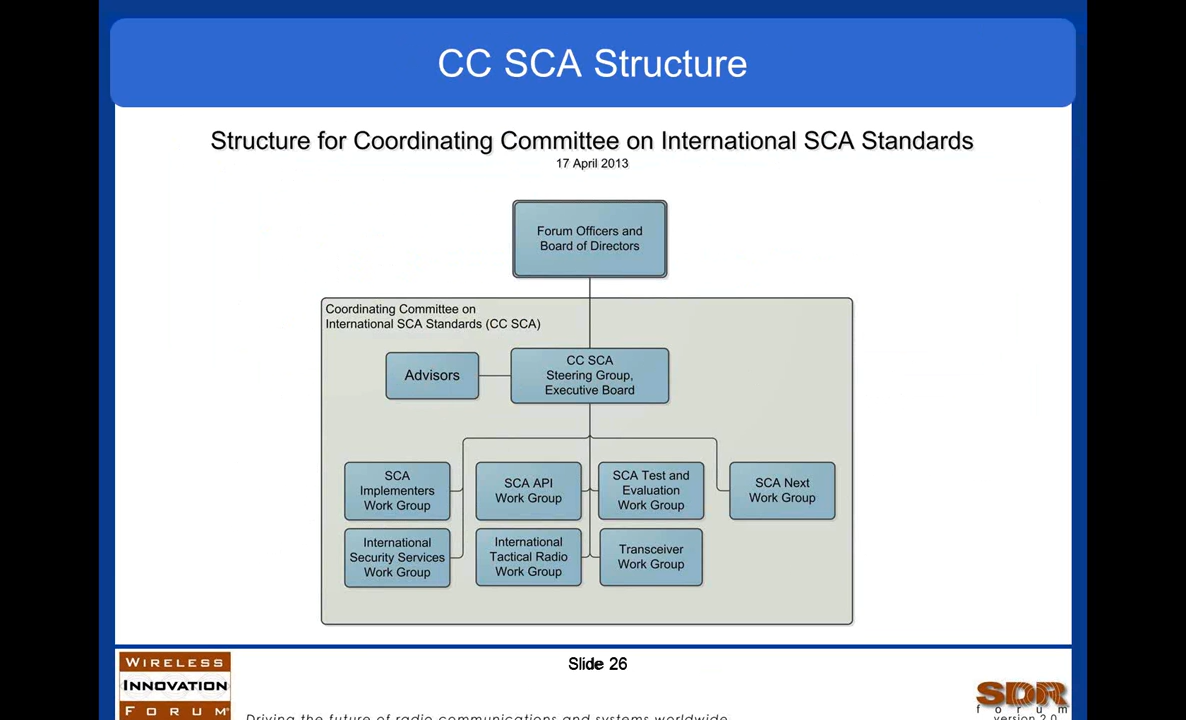 CC SCA Structure
Structure for Coordinating Committee on International SCA Standards
17 April 2013
Forum Officers and
Board of Directors
Coordinating Committee on
International SCA Standards (CC SCA)
Advisors
CC SCA
Steering Group,
Executive Board
SCA
Implementers
Work Group
SCA API
Work Group
SCA Test and
Evaluation
Work Group
SCA Next
Work Group
International
Security Services
Work Group
International
Tactical Radio
Work Group
Transceiver
Work Group
WIRELESS
INNOVATION
FORUM
Slide 26
Driving the future of radio communications and systems worldwide
SDR
forum
version 2.0